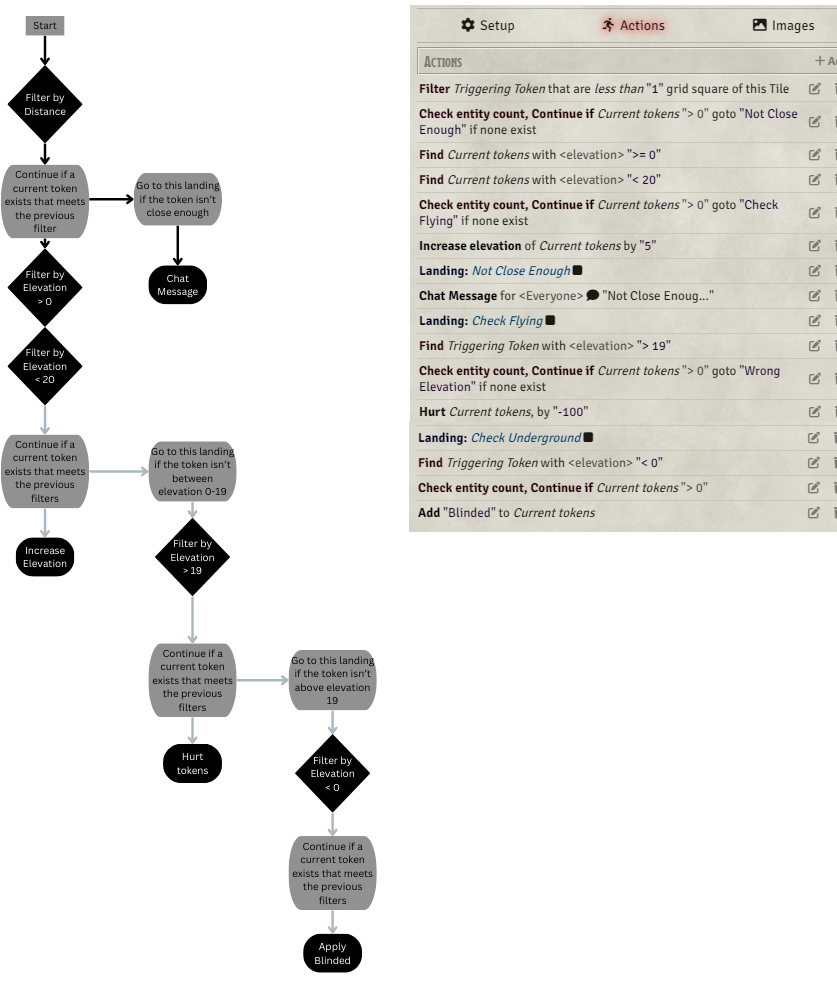 Start
Filter by
Distance
Continue if a
current token
exists that meets
the previous
filter
Go to this landing
if the token isn't
close enough
Chat
Message
Filter by
Elevation
> 0
Filter by
Elevation
< 20
Continue if a
current token
exists that meets
the previous
filters
Go to this landing
if the token isn't
between
elevation 0-19
Increase
Elevation
Filter by
Elevation
> 19
Continue if a
current token
exists that meets
the previous
filters
Go to this landing
if the token isn't
above elevation
19
Hurt
tokens
Filter by
Elevation
< 0
Continue if a
current token
exists that meets
the previous
filters
Apply
Blinded
Setup
Actions
Images
ACTIONS
+ A
Filter Triggering Token that are less than "1" grid square of this Tile
Check entity count, Continue if Current tokens "> 0" goto "Not Close
Enough" if none exist
Find Current tokens with <elevation> ">= 0"
Find Current tokens with <elevation> "< 20"
Check entity count, Continue if Current tokens "> 0" goto "Check
Flying" if none exist
Increase elevation of Current tokens by "5"
Landing: Not Close Enough
Chat Message for <Everyone> "Not Close Enoug..."
Landing: Check Flying
Find Triggering Token with <elevation> "> 19"
Check entity count, Continue if Current tokens "> 0" goto "Wrong
Elevation" if none exist
Hurt Current tokens, by "-100"
Landing: Check Underground
Find Triggering Token with <elevation> "< 0"
Check entity count, Continue if Current tokens "> 0"
Add "Blinded" to Current tokens